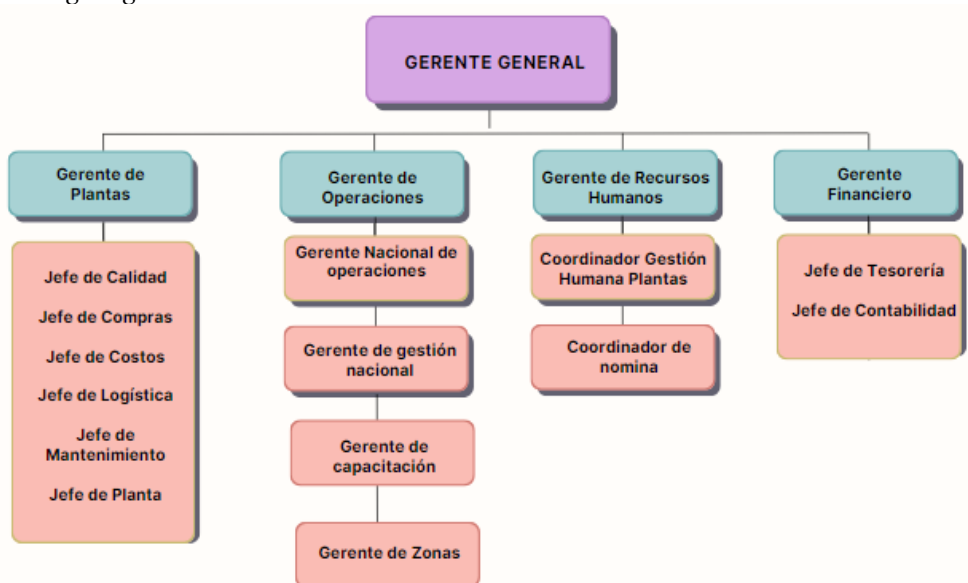 GERENTE GENERAL
Gerente de
Plantas
Jefe de Calidad
Jefe de Compras
Jefe de Costos
Jefe de Logística
Jefe de
Mantenimiento
Jefe de Planta
Gerente de
Operaciones
Gerente Nacional de
operaciones
Gerente de gestión
nacional
Gerente de
capacitación
Gerente de Zonas
Gerente de Recursos
Humanos
Coordinador Gestión
Humana Plantas
Coordinador de
nomina
Gerente
Financiero
Jefe de Tesorería
Jefe de Contabilidad